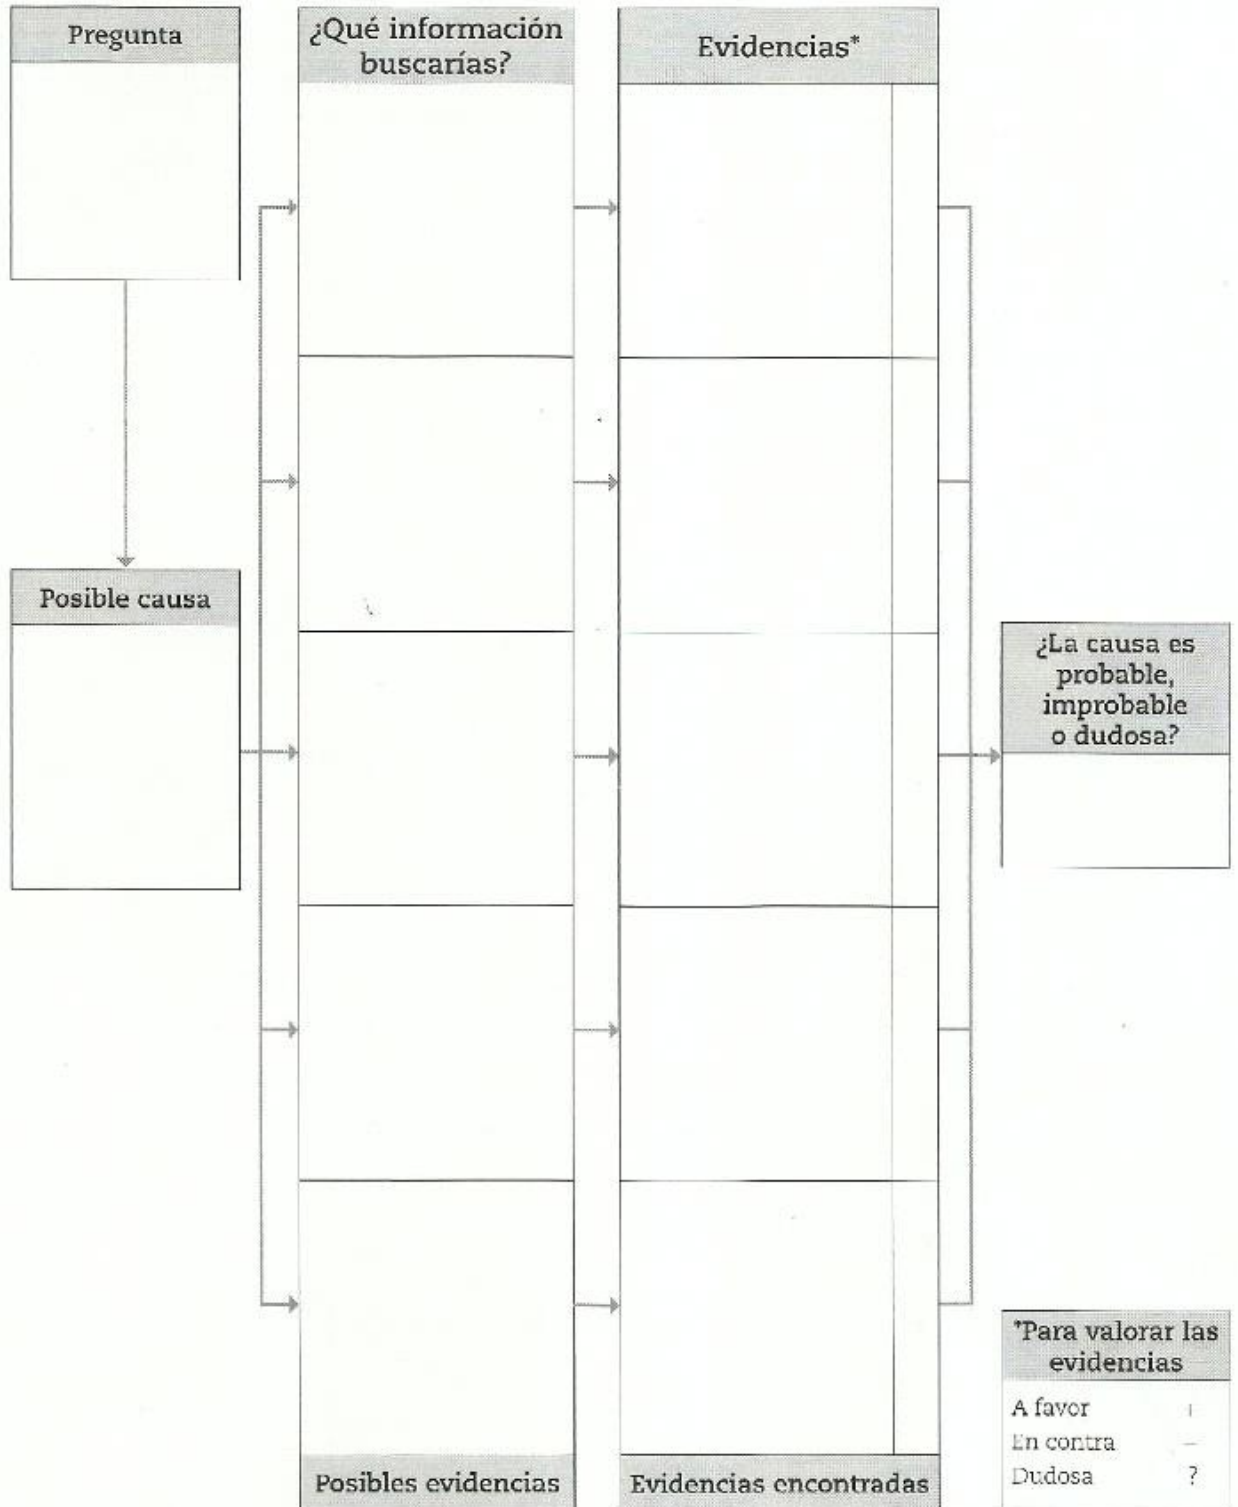 Pregunta
¿Qué información
buscarías?
Evidencias*
Posible causa
¿La causa es
probable,
improbable
o dudosa?
*Para valorar las
evidencias
A favor +
En contra –
Dudosa ?
Posibles evidencias
Evidencias encontradas